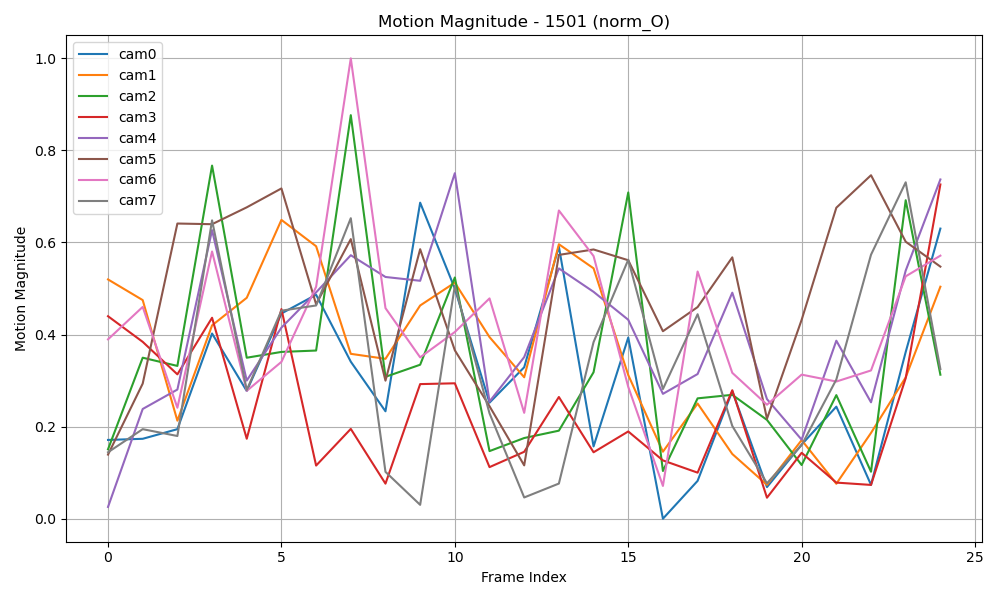 Motion Magnitude - 1501 (norm_O)
cam0
cam1
cam2
cam3
cam4
cam5
cam6
cam7
1.0
0.8
0.6
0.4
0.2
0.0
Motion Magnitude
0 5 10 15 20 25
Frame Index